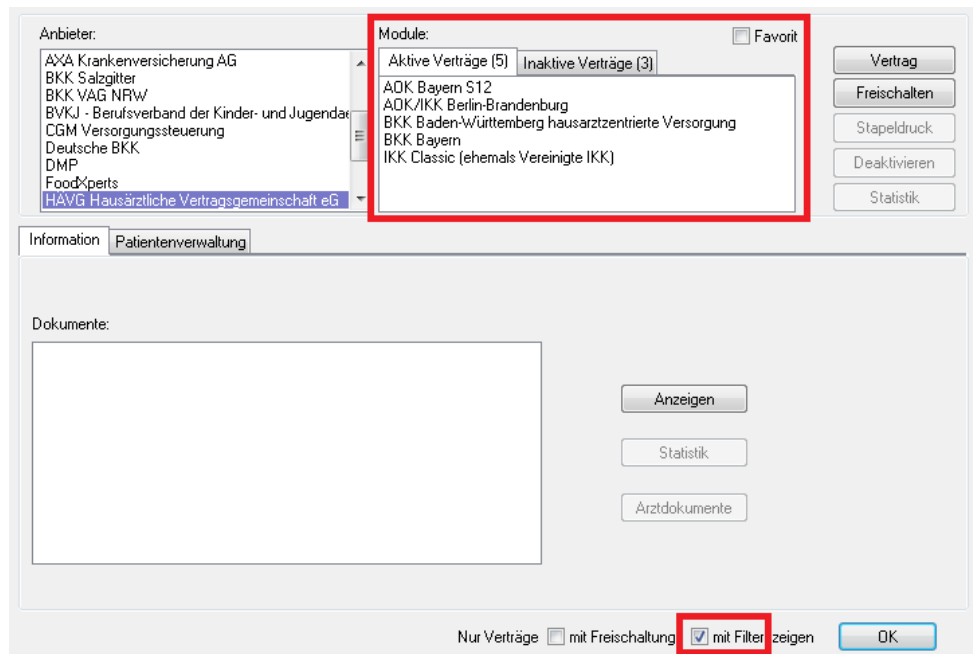 Anbieter:
AXA Krankenversicherung AG
BKK Salzgitter
BKK VAG NRW
BVKJ - Berufsverband der Kinder- und Jugendae
CGM Versorgungssteuerung
Deutsche BKK
DMP
FoodXperts
HÄVG Hausärztliche Vertragsgemeinschaft eG
Module:
Favorit
Aktive Verträge (5)
Inaktive Verträge (3)
AOK Bayern S12
AOK/IKK Berlin-Brandenburg
BKK Baden-Württemberg hausarztzentrierte Versorgung
BKK Bayern
IKK Classic (ehemals Vereinigte IKK)
Vertrag
Freischalten
Stapeldruck
Deaktivieren
Statistik
Information
Patientenverwaltung
Dokumente:
Anzeigen
Statistik
Arztdokumente
Nur Verträge mit Freischaltung mit Filter zeigen OK